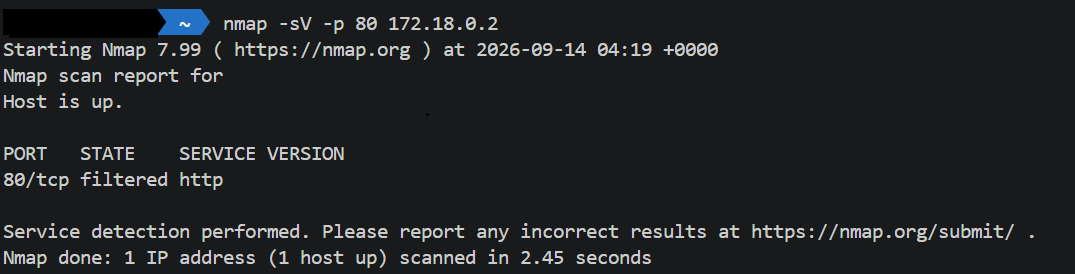 ~ nmap -sV -p 80 172.18.0.2
Starting Nmap 7.99 ( https://nmap.org ) at 2026-09-14 04:19 +0000
Nmap scan report for
Host is up.
PORT   STATE    SERVICE VERSION
80/tcp filtered http
Service detection performed. Please report any incorrect results at https://nmap.org/submit/ .
Nmap done: 1 IP address (1 host up) scanned in 2.45 seconds